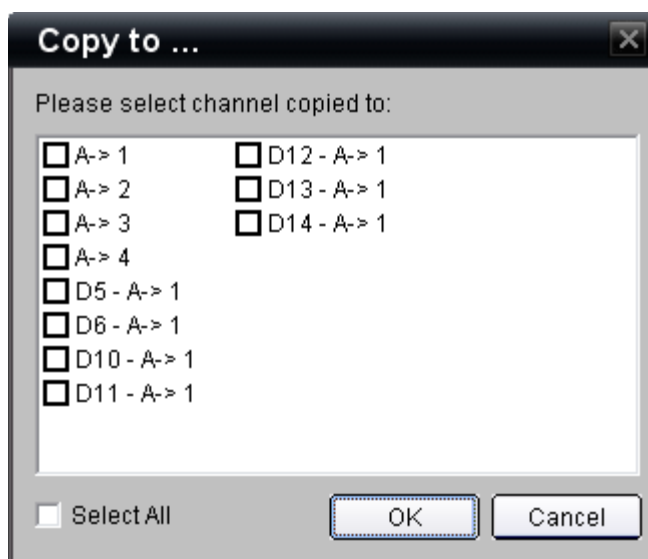 Copy to ...
Please select channel copied to:
A-> 1
A-> 2
A-> 3
A-> 4
D5 - A-> 1
D6 - A-> 1
D10 - A-> 1
D11 - A-> 1
D12 - A-> 1
D13 - A-> 1
D14 - A-> 1
Select All
OK
Cancel